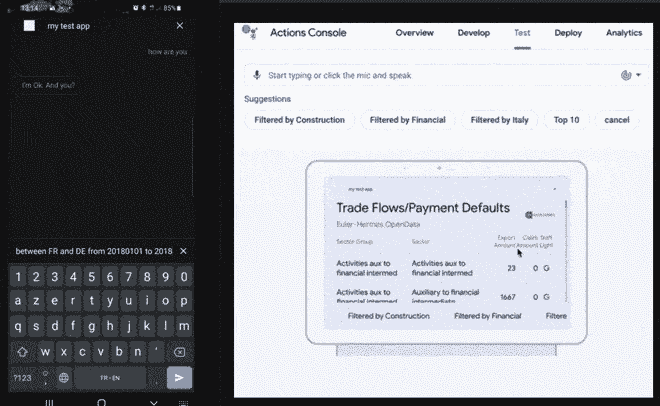 18:14
85%
my test app
how are you
I'm Ok. And you?
between FR and DE from 20180101 to 2018
1 2 3 4 5 6 7 8 9 0
a z e r t y u i o p
q s d f g h j k l m
w x c v b n '
?123
FR • EN
Actions Console
Overview Develop Test Deploy Analytics
Start typing or click the mic and speak
Suggestions
Filtered by Construction Filtered by Financial Filtered by Italy Top 10 cancel
my test app
Trade Flows/Payment Defaults
Euler-Hermes OpenData
Sector Group Sector Export Claim
Amount Amount Light
Activities aux to Activities aux to
financial intermed financial intermed 23 0 G
Activities aux to Auxiliary to financial
financial intermed intermediatio 1667 0 G
Filtered by Construction Filtered by Financial Filtere